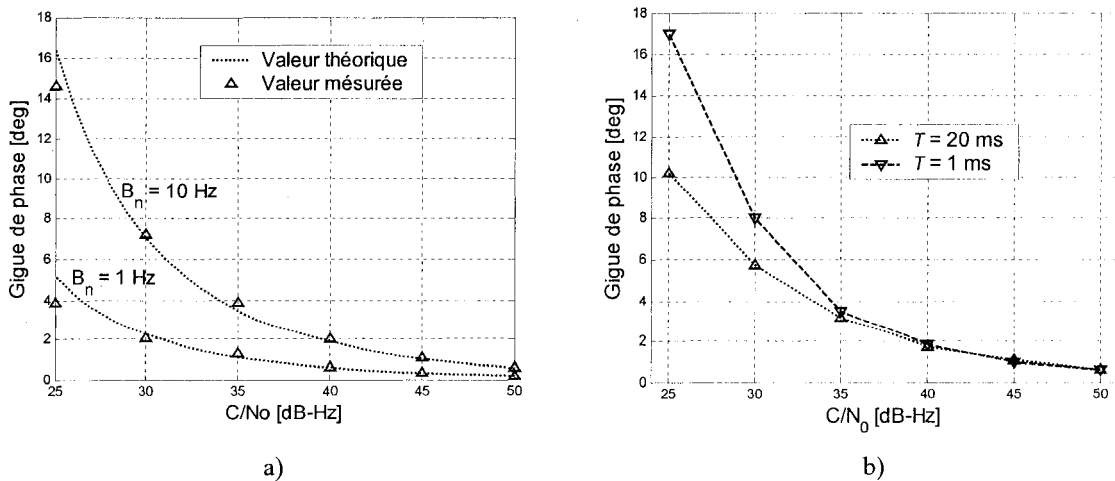 18
16
14
12
10
8
6
4
2
0
Gigue de phase [deg]
Valeur théorique
Valeur mésurée
B_n = 10 Hz
B_n = 1 Hz
25 30 35 40 45 50
C/No [dB-Hz]
a)
18
16
14
12
10
8
6
4
2
0
Gigue de phase [deg]
T = 20 ms
T = 1 ms
25 30 35 40 45 50
C/N_0 [dB-Hz]
b)